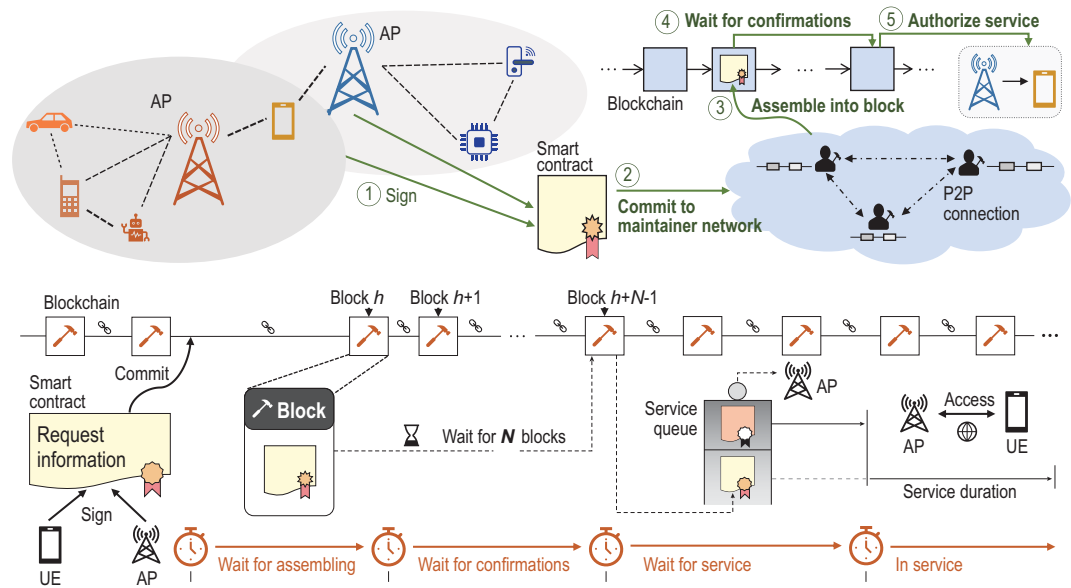 AP
AP
Smart
contract
1
Sign
2
Commit to
maintainer network
3
Assemble into block
4
Wait for confirmations
5
Authorize service
Blockchain
...
...
P2P
connection
Blockchain
Block h
Block h+1
Block h+N-1
...
...
Commit
Smart
contract
Request
information
Sign
UE
AP
Block
Wait for N blocks
Service
queue
AP
AP
Access
UE
Service duration
Wait for assembling
Wait for confirmations
Wait for service
In service